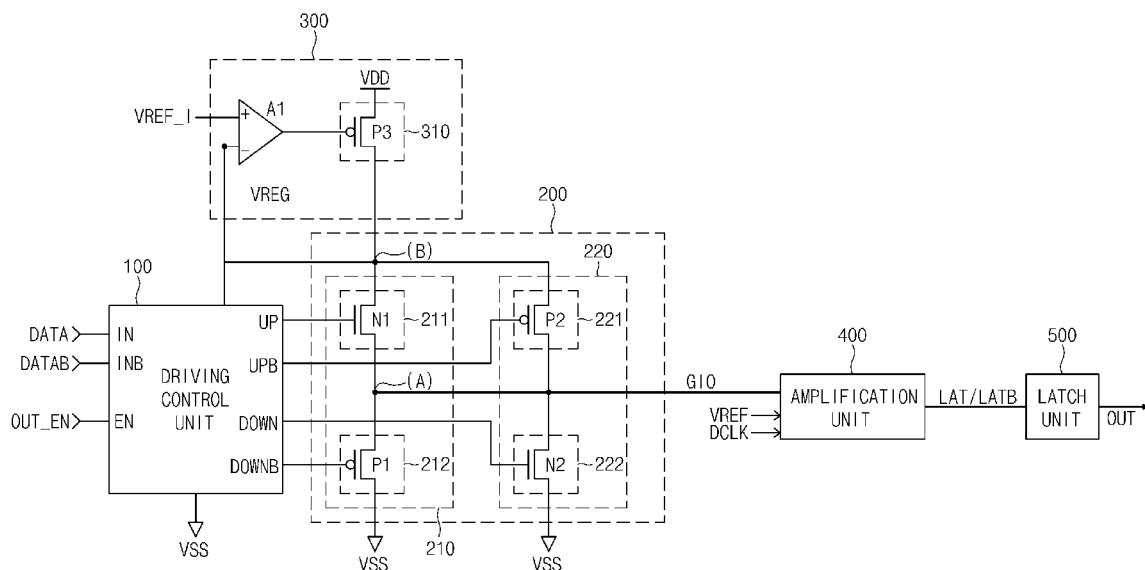 300
VDD
VREF_I
+
A1
-
P3
310
VREG
200
(B)
220
100
UP
N1
211
P2
221
DATA
IN
UPB
400
500
DATAB
INB
DRIVING
CONTROL
UNIT
(A)
GIO
AMPLIFICATION
UNIT
LAT/LATB
LATCH
UNIT
OUT
VREF
DCLK
OUT_EN
EN
DOWN
DOWNB
P1
212
N2
222
VSS
VSS
210
VSS